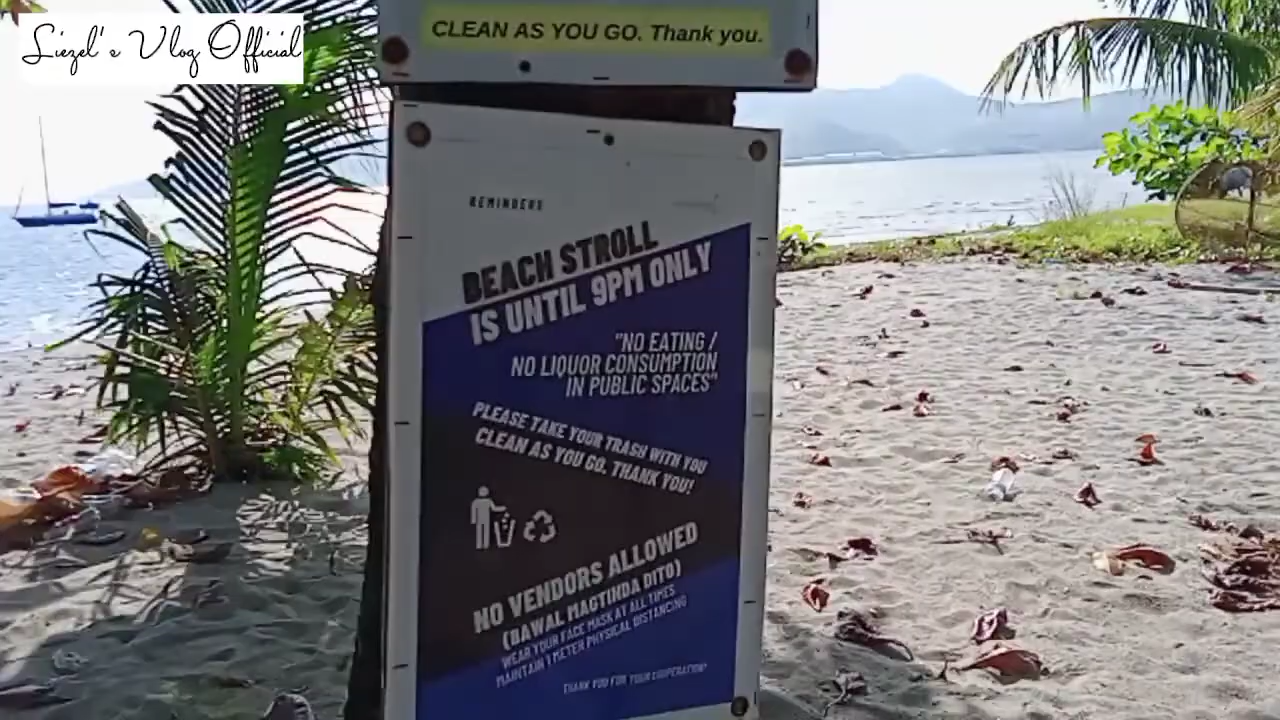 Liezel's Vlog Official
CLEAN AS YOU GO. Thank you.
REMINDERS
BEACH STROLL
IS UNTIL 9PM ONLY
"NO EATING /
NO LIQUOR CONSUMPTION
IN PUBLIC SPACES"
PLEASE TAKE YOUR TRASH WITH YOU
CLEAN AS YOU GO. THANK YOU!
NO VENDORS ALLOWED
(BAWAL MAGTINDA DITO)
WEAR YOUR FACE MASK AT ALL TIMES
MAINTAIN 1 METER PHYSICAL DISTANCING
THANK YOU FOR YOUR COOPERATION!